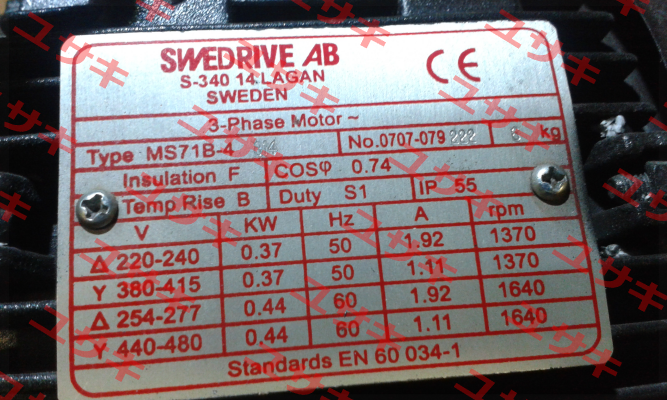 SWEDRIVE AB
S-340 14 LAGAN
SWEDEN
CE
3-Phase Motor ~
Type MS71B-4 No.0707-079 222 kg
Insulation F COSφ 0.74
Temp Rise B Duty S1 IP 55
V KW Hz A rpm
Δ 220-240 0.37 50 1.92 1370
Y 380-415 0.37 50 1.11 1370
Δ 254-277 0.44 60 1.92 1640
Y 440-480 0.44 60 1.11 1640
Standards EN 60 034-1
ユサキ